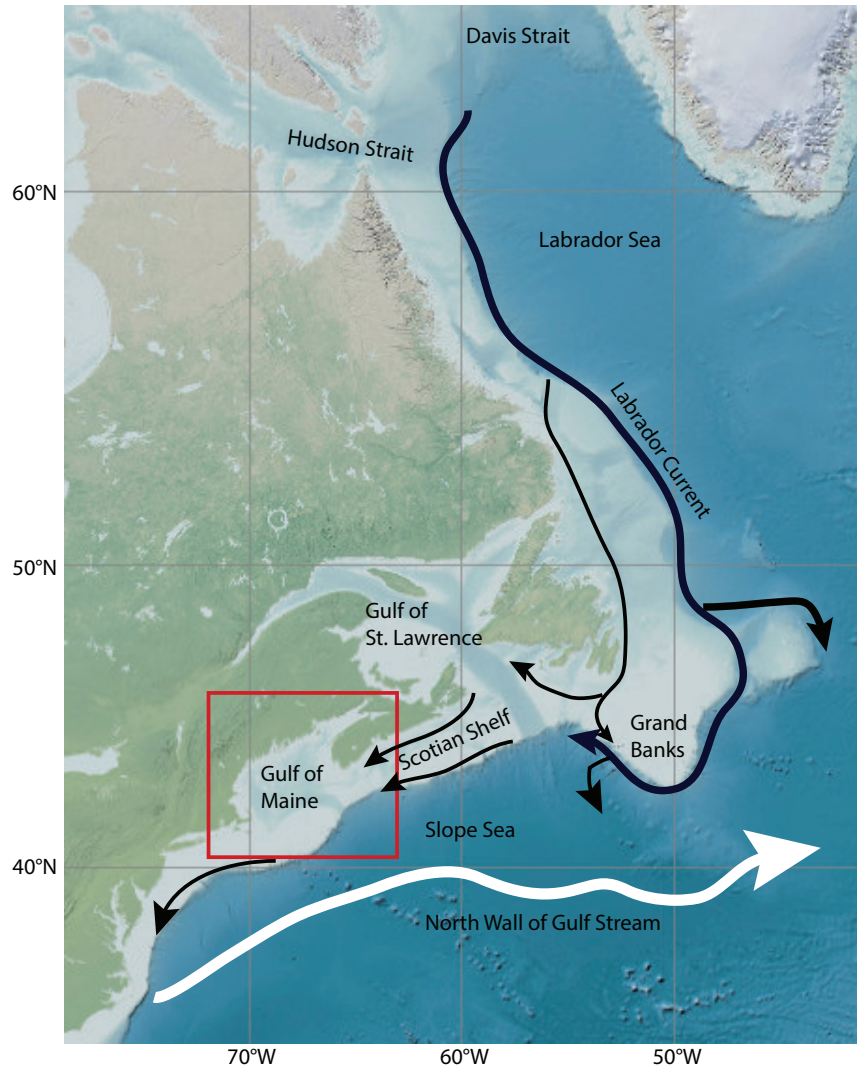 Davis Strait
Hudson Strait
60°N
Labrador Sea
Labrador Current
50°N
Gulf of
St. Lawrence
Scotian Shelf
Grand
Banks
Gulf of
Maine
Slope Sea
40°N
North Wall of Gulf Stream
70°W
60°W
50°W